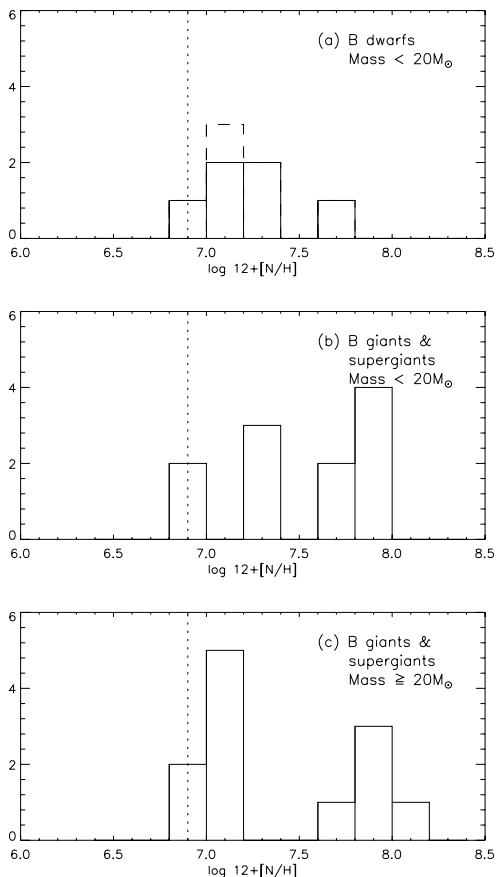 6
(a) B dwarfs
Mass < 20M⊙
4
2
0
6.0 6.5 7.0 7.5 8.0 8.5
log 12+[N/H]
6
(b) B giants &
supergiants
Mass < 20M⊙
4
2
0
6.0 6.5 7.0 7.5 8.0 8.5
log 12+[N/H]
6
(c) B giants &
supergiants
Mass ≧ 20M⊙
4
2
0
6.0 6.5 7.0 7.5 8.0 8.5
log 12+[N/H]